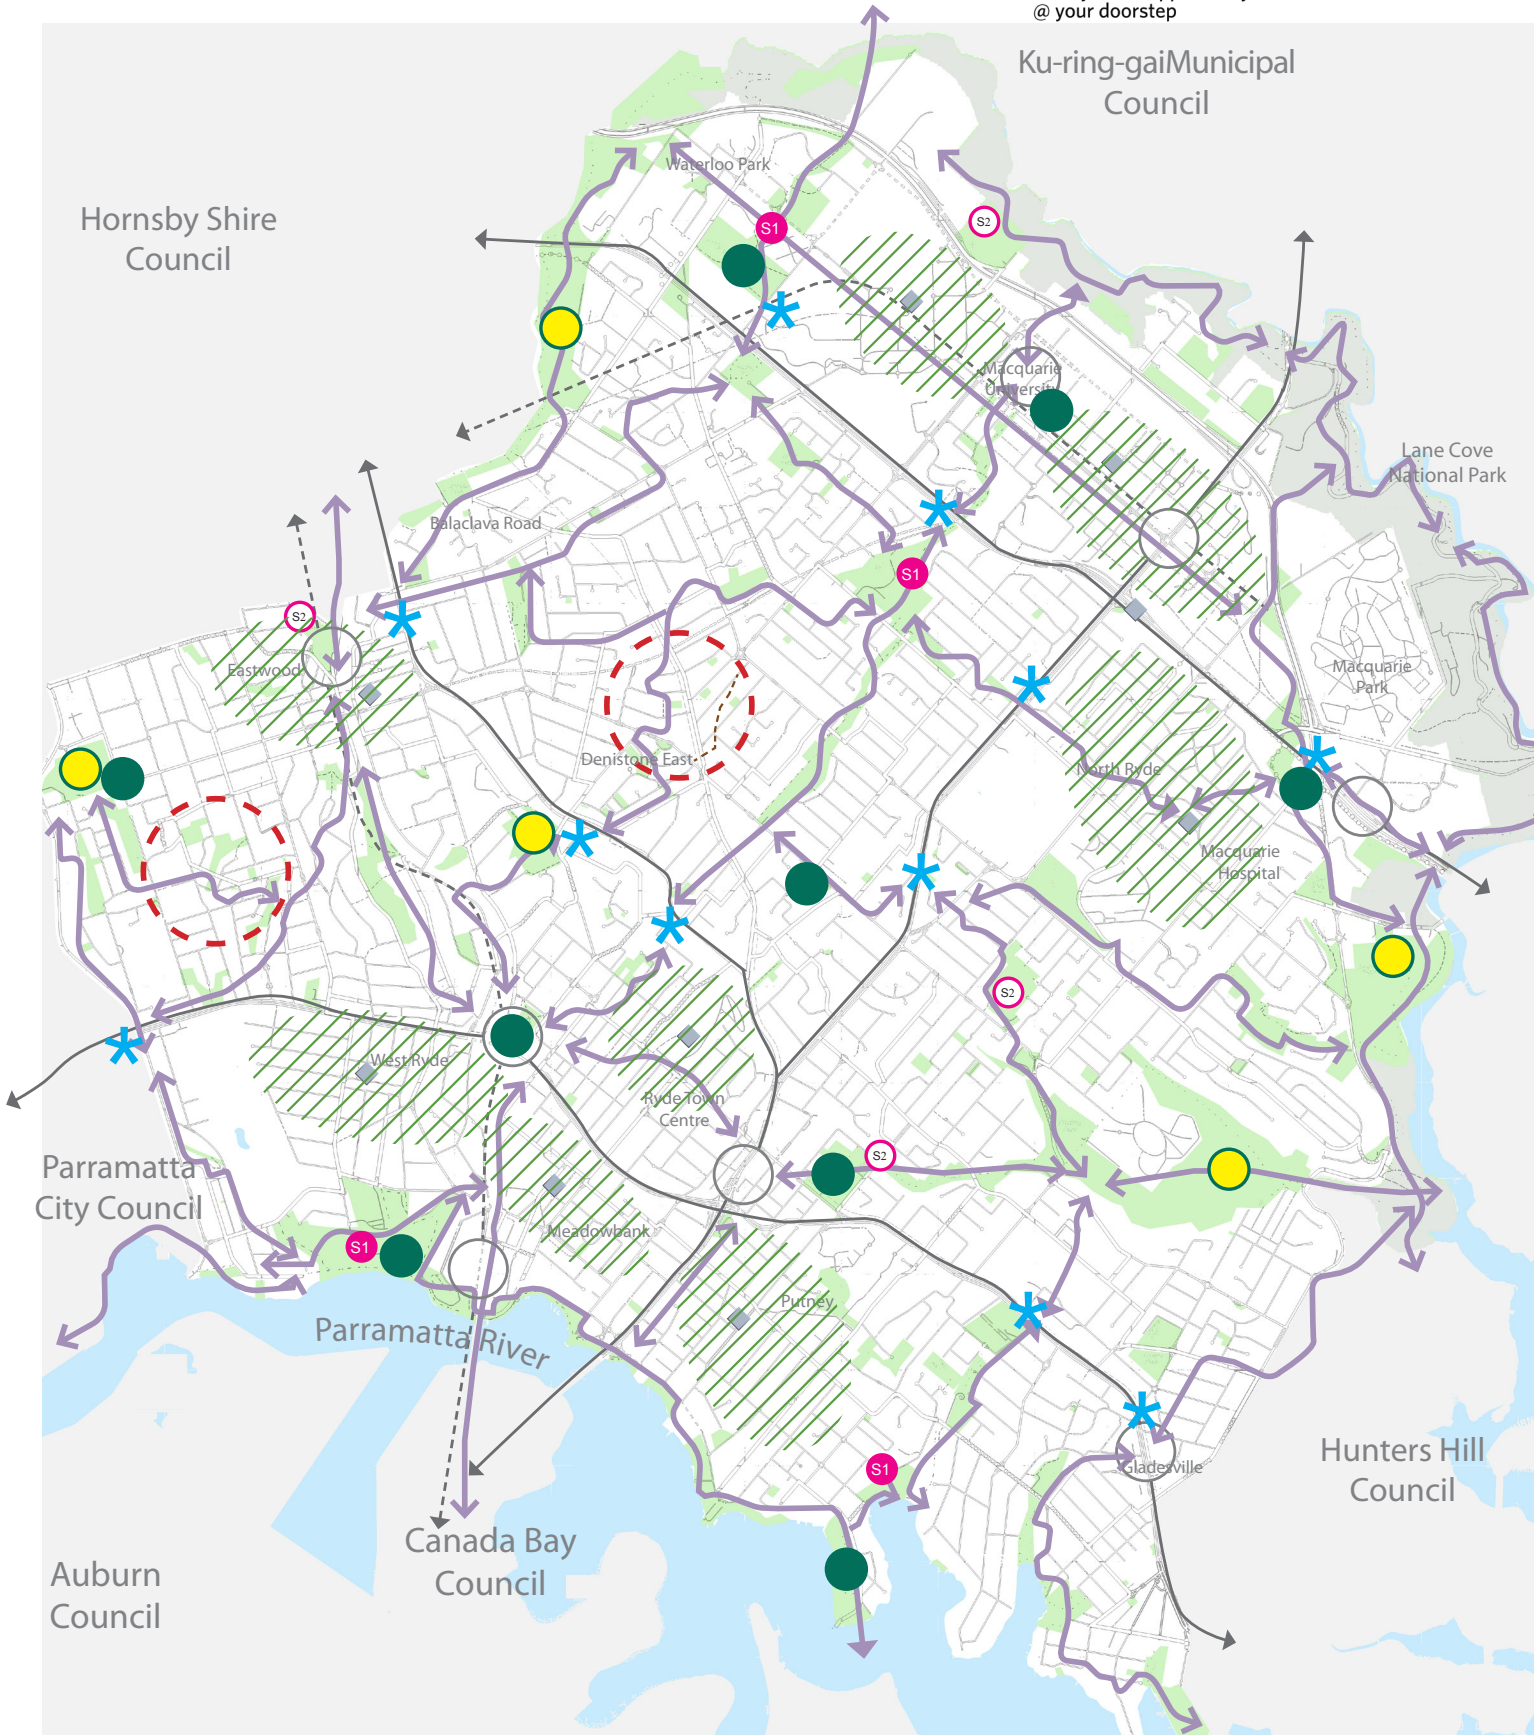 @ your doorstep
Ku-ring-gaiMunicipal
Council
Waterloo Park
Hornsby Shire
Council
S1
S2
Macquarie
University
Lane Cove
National Park
Balaclava Road
S1
S2
Eastwood
Macquarie
Park
Denistone East
North Ryde
Macquarie
Hospital
S2
West Ryde
Ryde Town
Centre
S2
Parramatta
City Council
S1
Meadowbank
Putney
Parramatta River
Hunters Hill
Council
S1
Gladesville
Canada Bay
Council
Auburn
Council